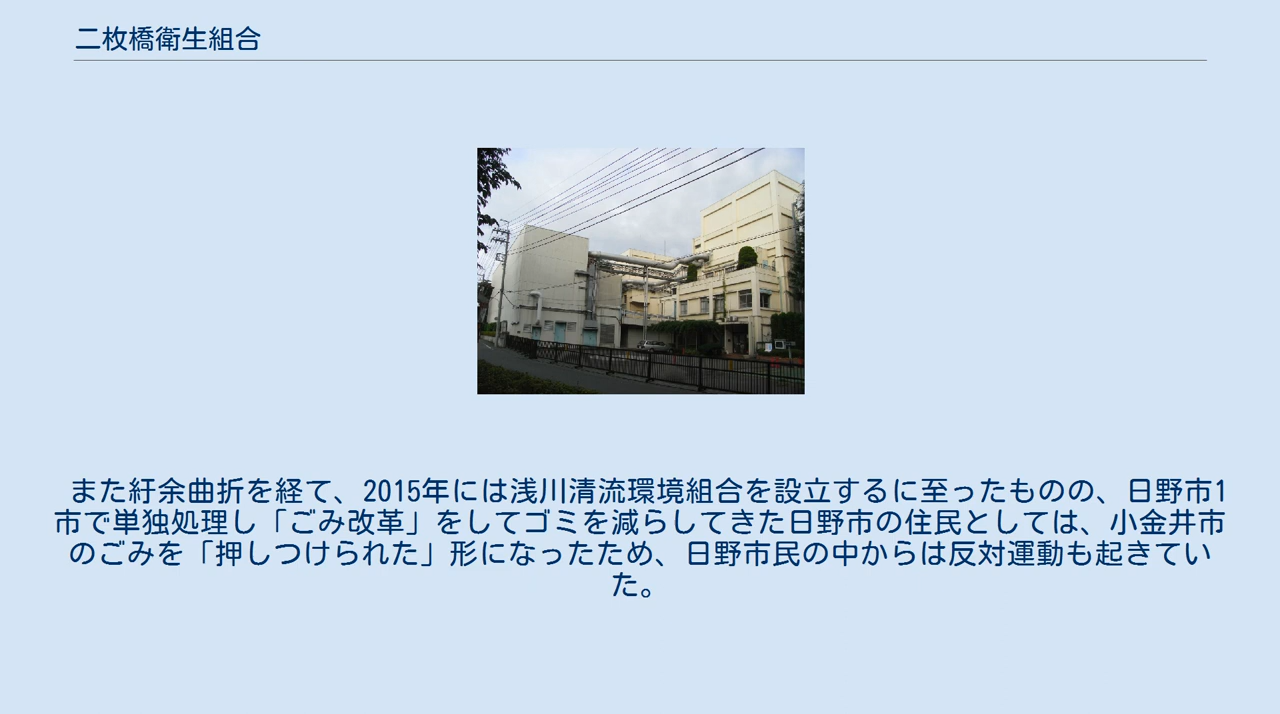 二枚橋衛生組合
また紆余曲折を経て、2015年には浅川清流環境組合を設立するに至ったものの、日野市1
市で単独処理し「ごみ改革」をしてゴミを減らしてきた日野市の住民としては、小金井市
のごみを「押しつけられた」形になったため、日野市民の中からは反対運動も起きてい
た。